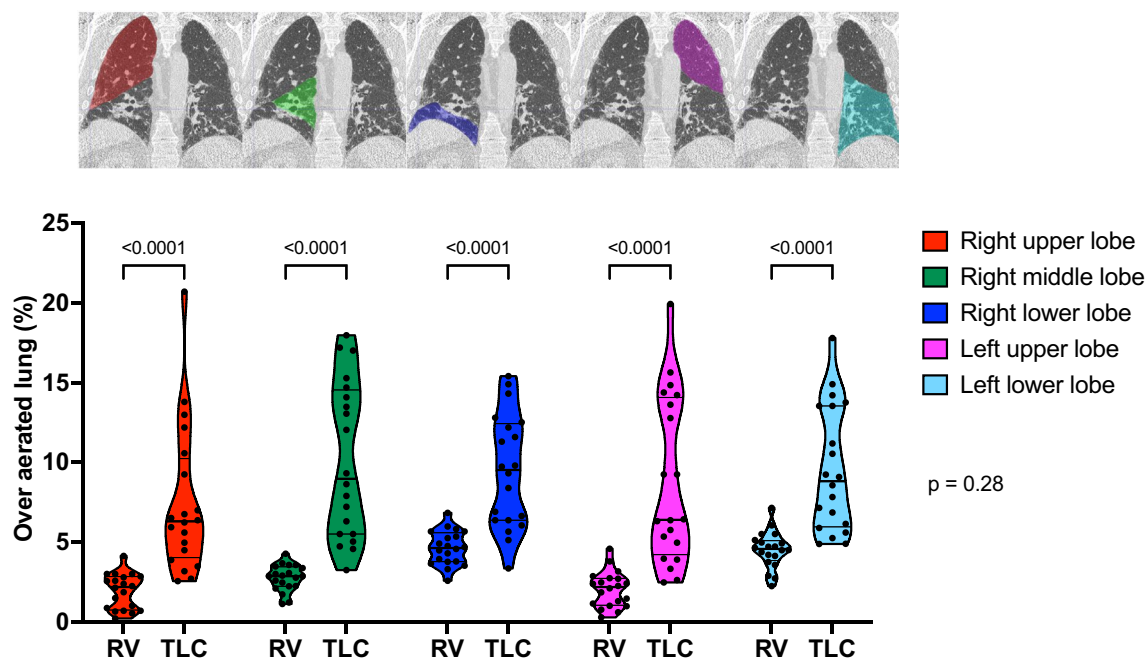 25
20
15
10
5
0
Over aerated lung (%)
<0.0001
<0.0001
<0.0001
<0.0001
<0.0001
RV TLC RV TLC RV TLC RV TLC RV TLC
Right upper lobe
Right middle lobe
Right lower lobe
Left upper lobe
Left lower lobe
p = 0.28